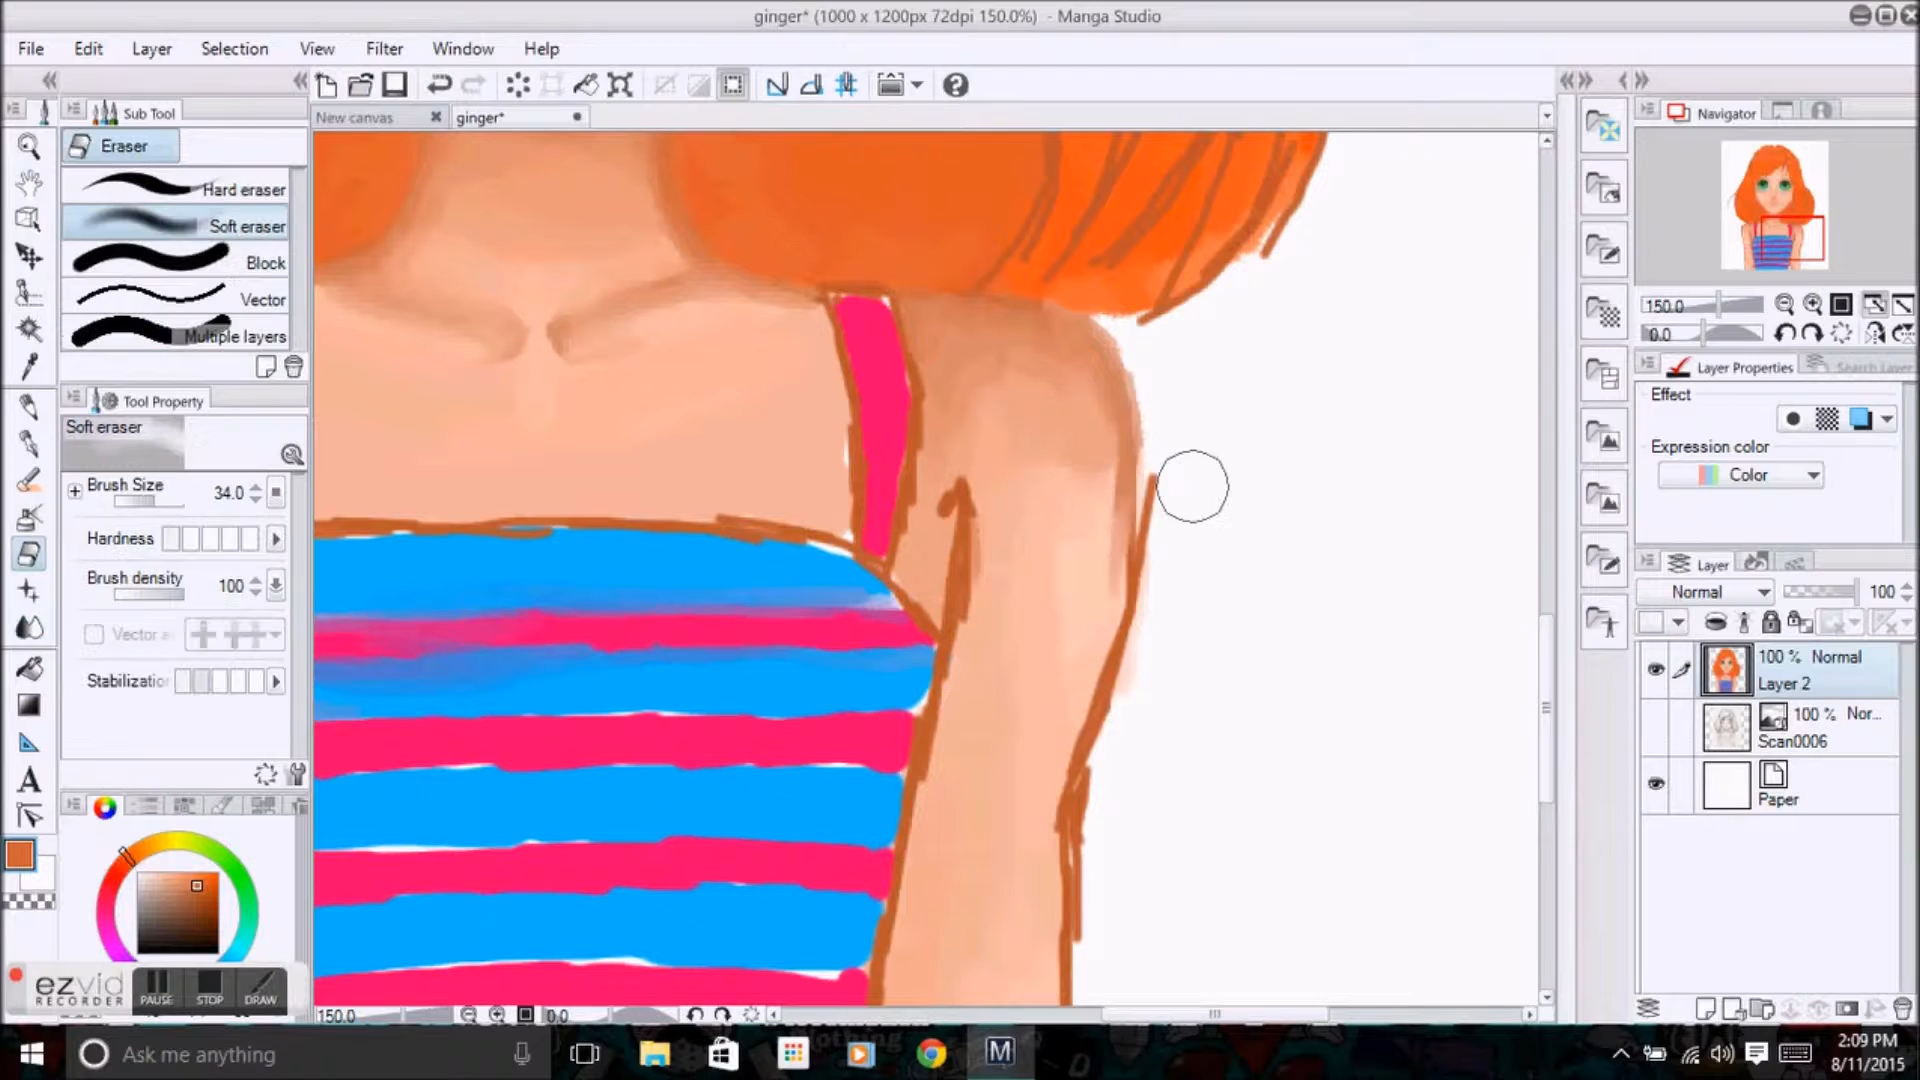 ginger* (1000 x 1200px 72dpi 150.0%) - Manga Studio
File Edit Layer Selection View Filter Window Help
Sub Tool
New canvas
ginger*
Navigator
Eraser
Hard eraser
Soft eraser
Block
Vector
Multiple layers
150.0
0.0
Layer Properties
Search Layer
Effect
Expression color
Color
Tool Property
Soft eraser
Brush Size 34.0
Hardness
Brush density 100
Vector
Stabilization
Layer
Normal 100
100 % Normal
Layer 2
100 % Nor...
Scan0006
Paper
ezvid
RECORDER
PAUSE
STOP
DRAW
150.0
0.0
Ask me anything
2:09 PM
8/11/2015